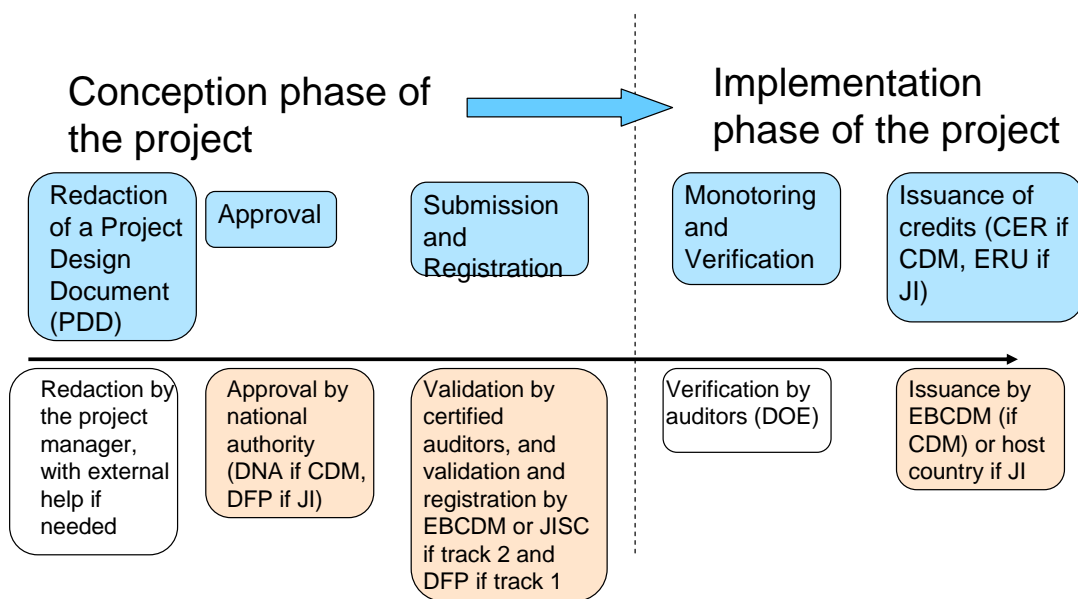 Conception phase of
the project
Implementation
phase of the project
Redaction
of a Project
Design
Document
(PDD)
Approval
Submission
and
Registration
Monotoring
and
Verification
Issuance of
credits (CER if
CDM, ERU if
JI)
Redaction by
the project
manager,
with external
help if
needed
Approval by
national
authority
(DNA if CDM,
DFP if JI)
Validation by
certified
auditors, and
validation and
registration by
EBCDM or JISC
if track 2 and
DFP if track 1
Verification by
auditors (DOE)
Issuance by
EBCDM (if
CDM) or host
country if JI